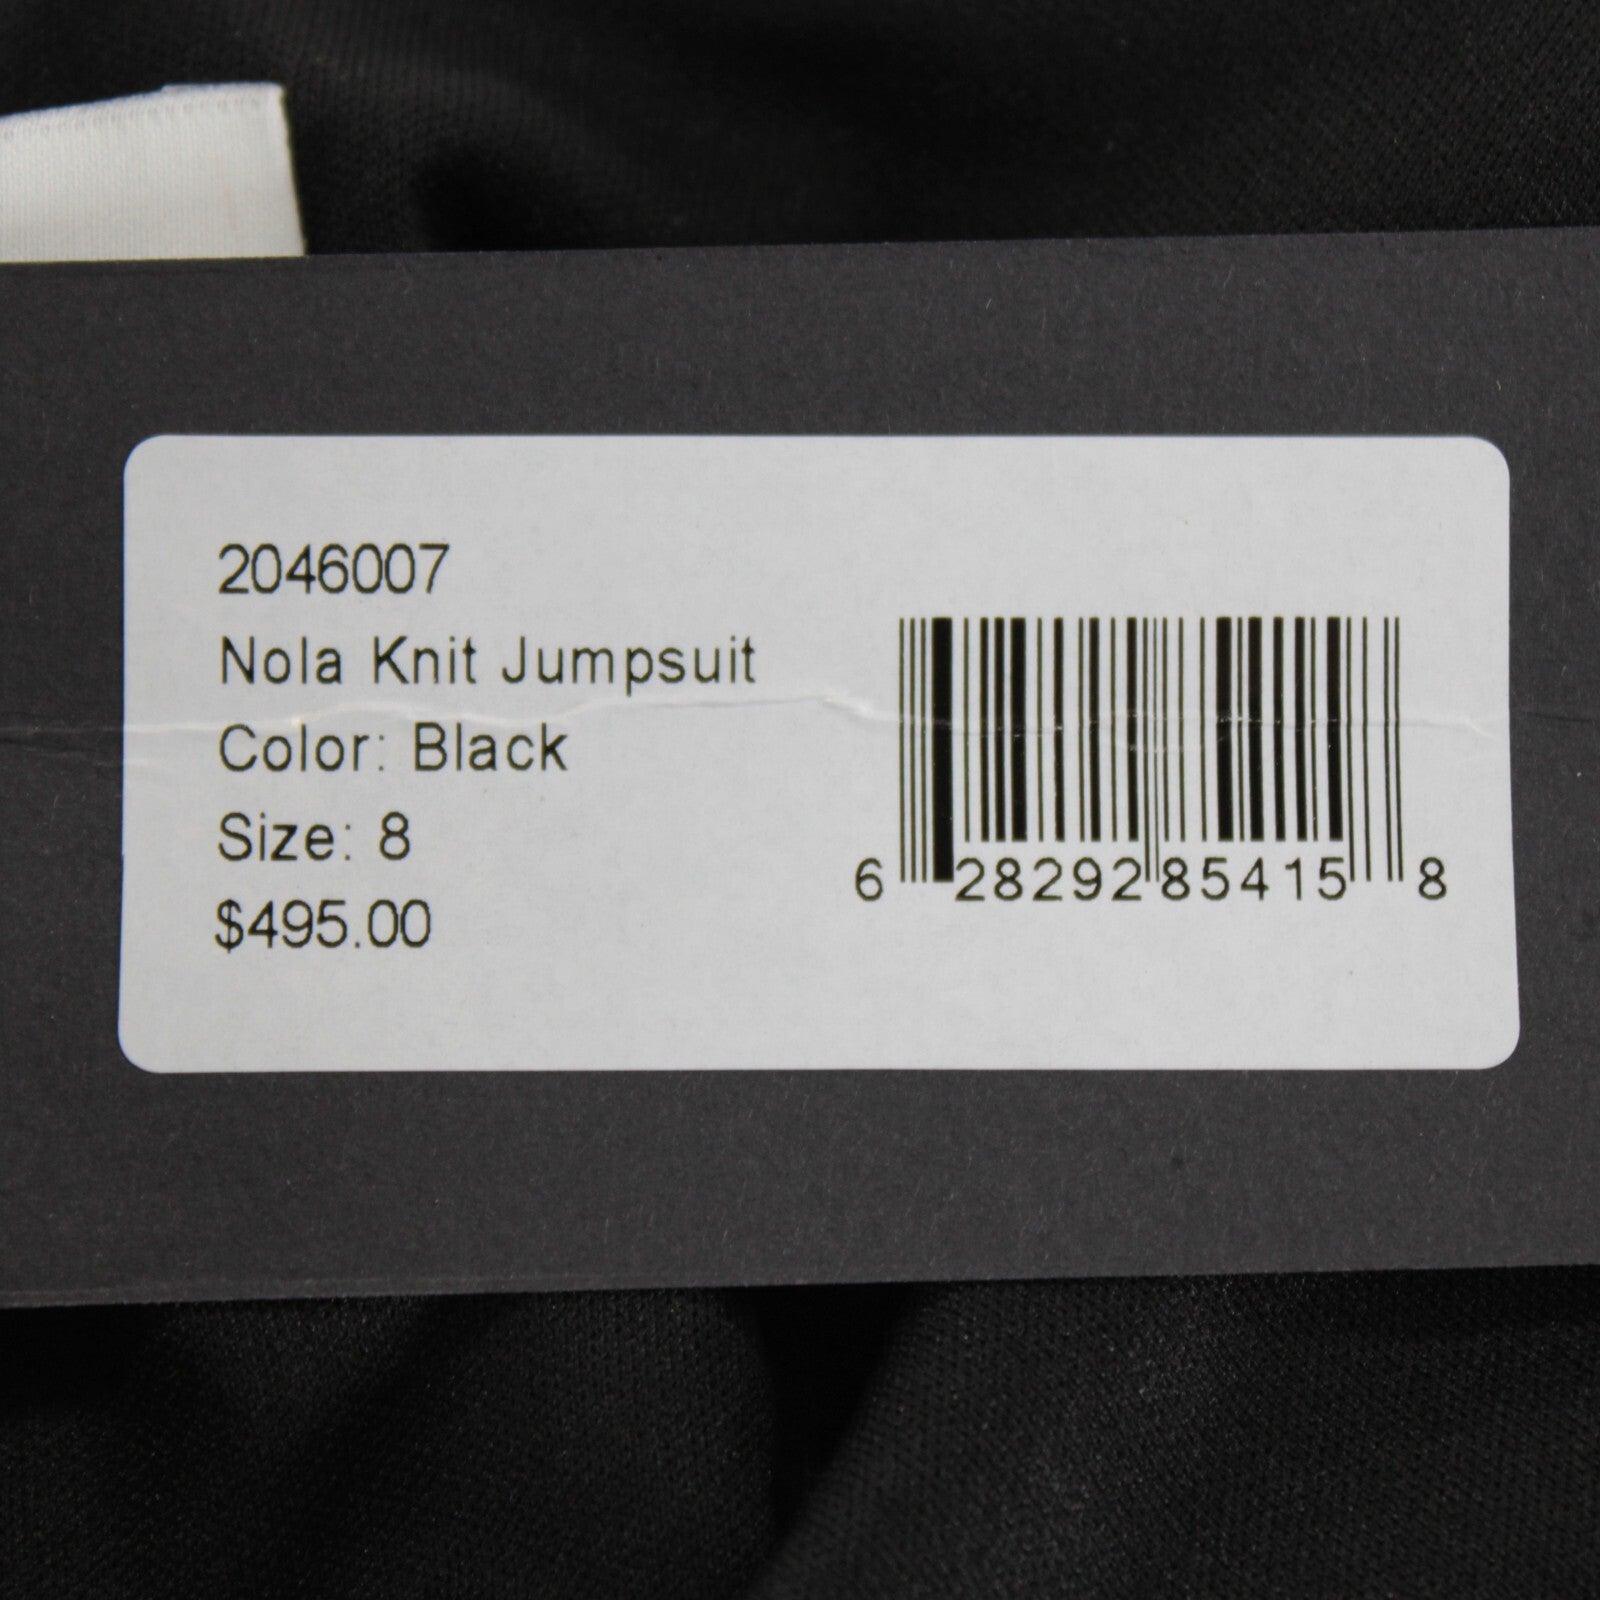 2046007
Nola Knit Jumpsuit
Color: Black
Size: 8
$495.00
6 28292 85415 8